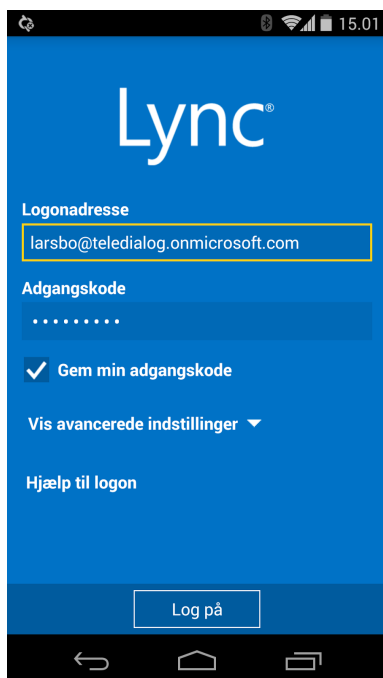 15.01
Lync®
Logonadresse
larsbo@teledialog.onmicrosoft.com
Adgangskode
•••••••••
Gem min adgangskode
Vis avancerede indstillinger
Hjælp til logon
Log på